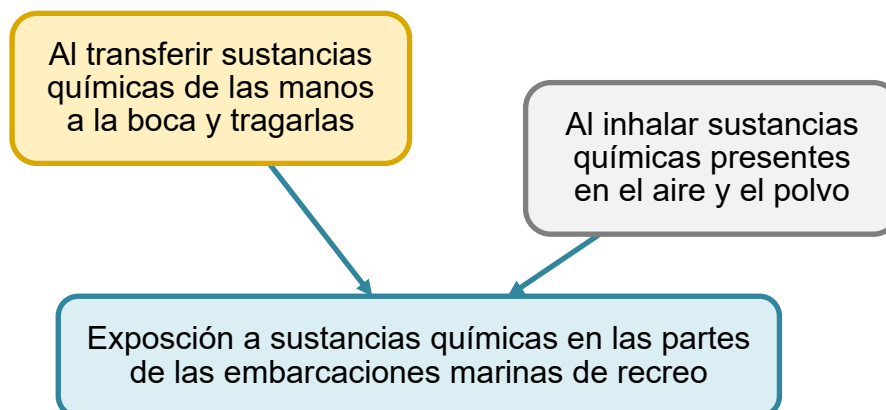 Al transferir sustancias
químicas de las manos
a la boca y tragarlas
Al inhalar sustancias
químicas presentes
en el aire y el polvo
Exposción a sustancias químicas en las partes
de las embarcaciones marinas de recreo